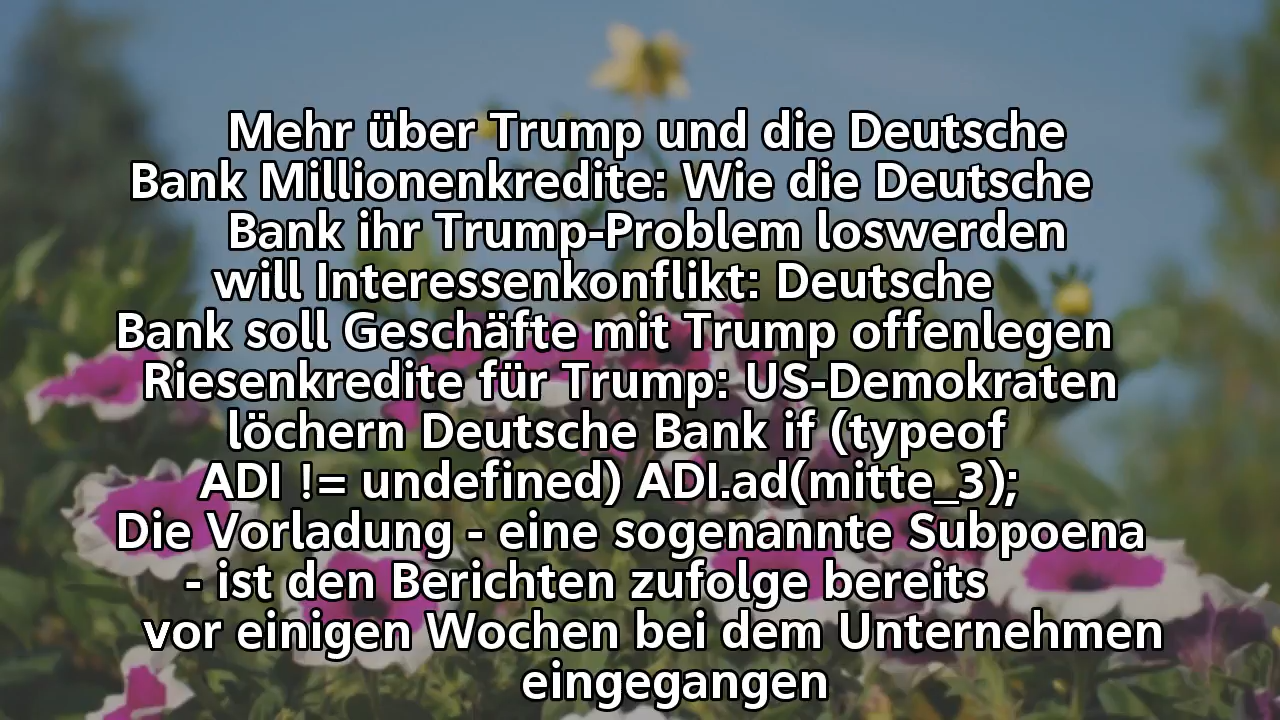 Mehr über Trump und die Deutsche
Bank Millionenkredite: Wie die Deutsche
Bank ihr Trump-Problem loswerden
will Interessenkonflikt: Deutsche
Bank soll Geschäfte mit Trump offenlegen
Riesenkredite für Trump: US-Demokraten
löchern Deutsche Bank if (typeof
ADI != undefined) ADI.ad(mitte_3);
Die Vorladung - eine sogenannte Subpoena
- ist den Berichten zufolge bereits
vor einigen Wochen bei dem Unternehmen
eingegangen